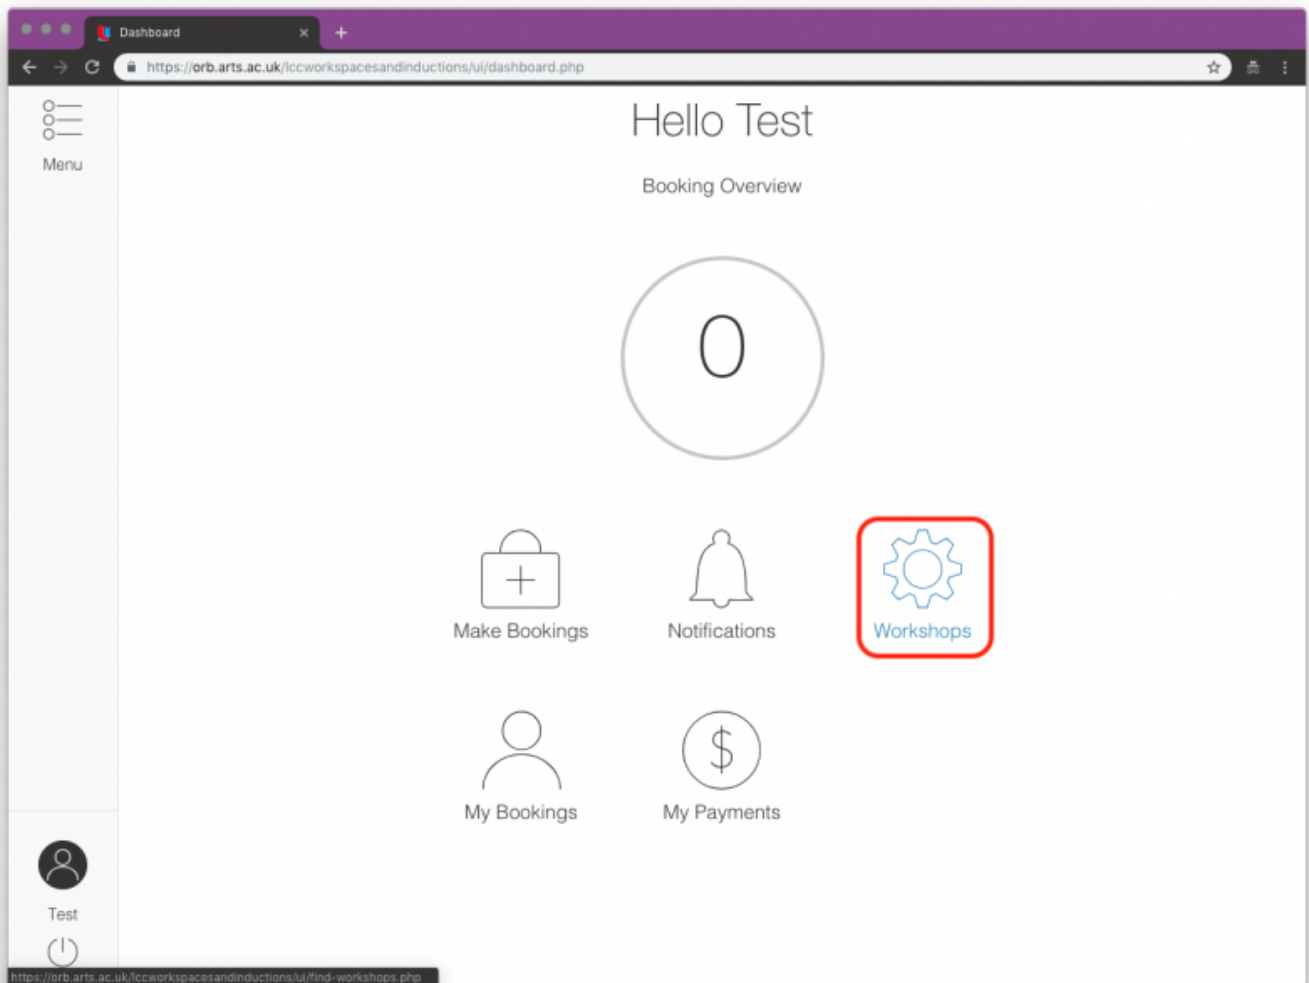 Dashboard
https://orb.arts.ac.uk/lccworkspacesandinductions/ui/dashboard.php
Menu
Hello Test
Booking Overview
0
Make Bookings
Notifications
Workshops
My Bookings
My Payments
Test
https://orb.arts.ac.uk/lccworkspacesandinductions/ui/find-workshops.php